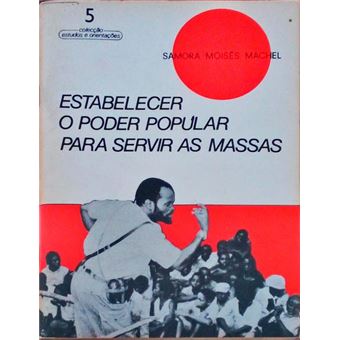 5
colecção
estudos e orientações
SAMORA MOISÉS MACHEL
ESTABELECER
O PODER POPULAR
PARA SERVIR AS MASSAS